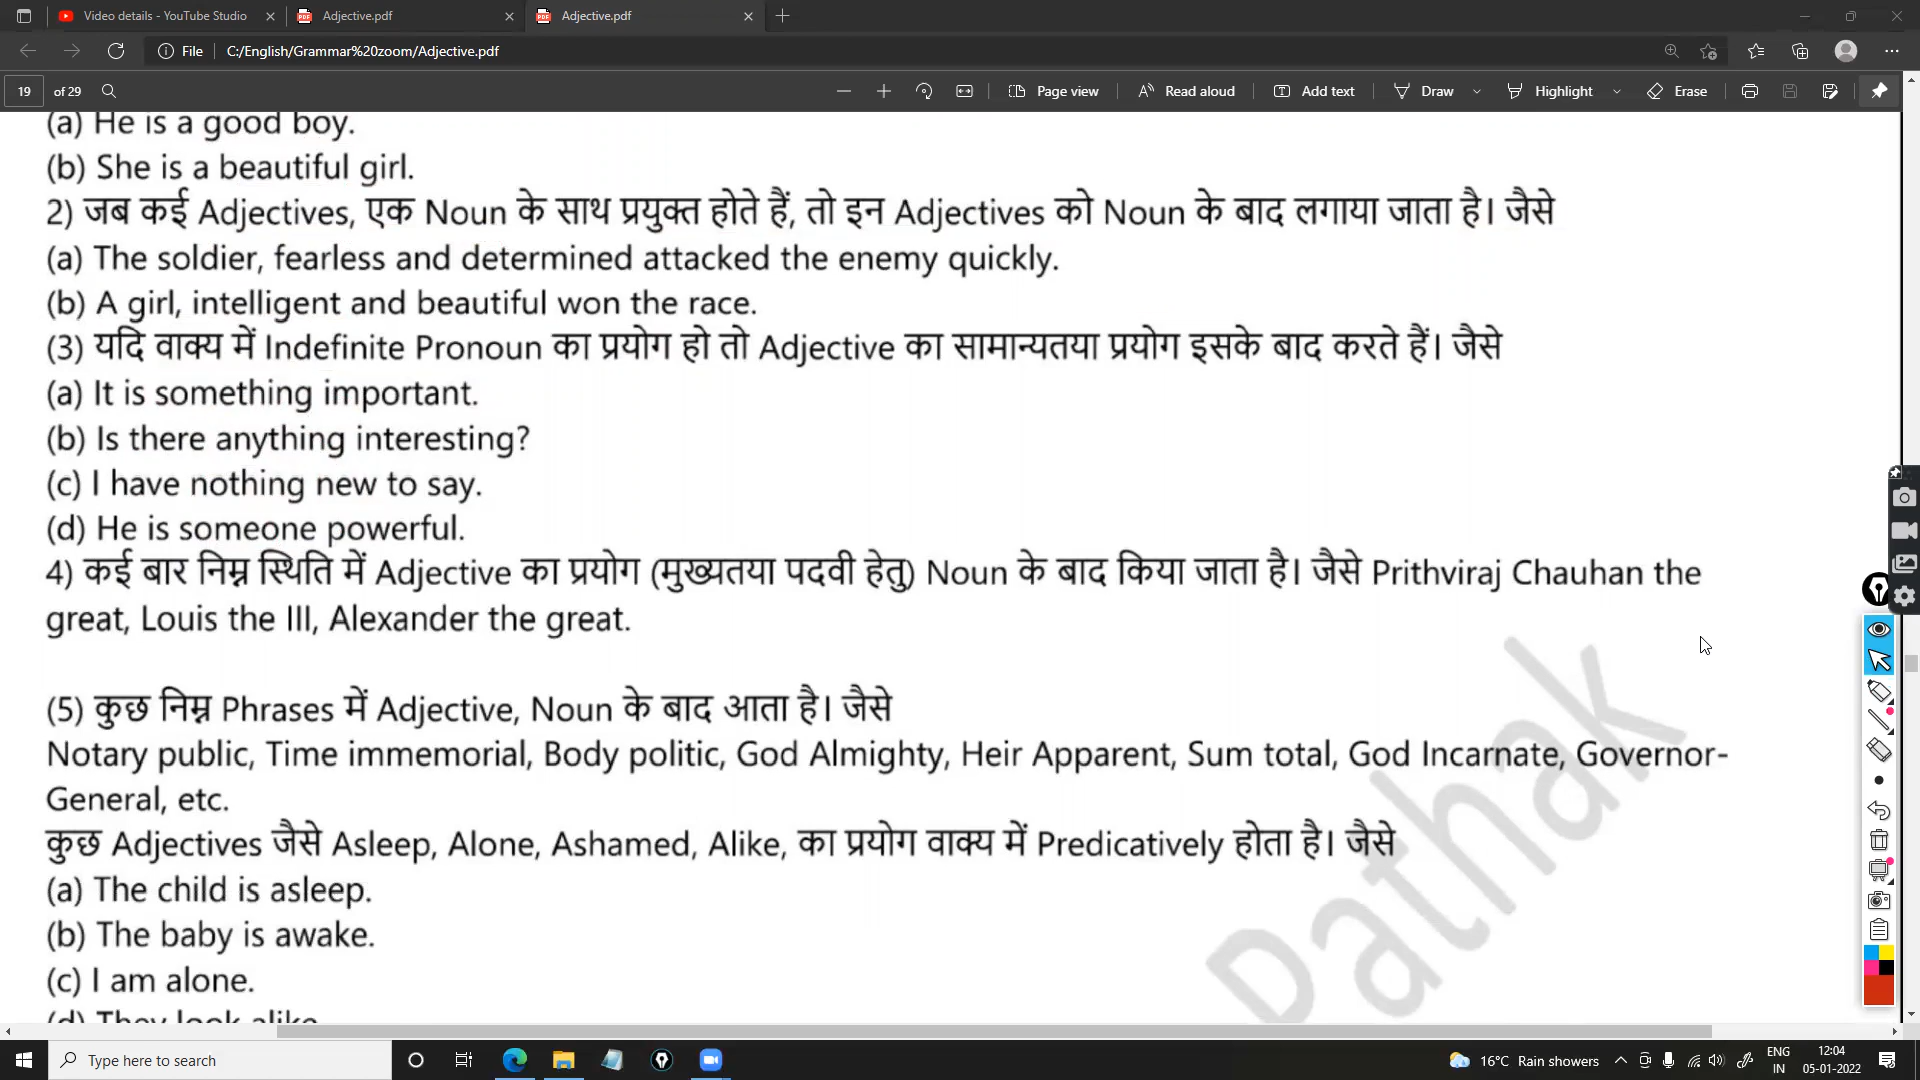 Video details - YouTube Studio
Adjective.pdf
Adjective.pdf
File
C:/English/Grammar%20zoom/Adjective.pdf
19 of 29
Page view
Read aloud
Add text
Draw
Highlight
Erase
(a) He is a good boy.
(b) She is a beautiful girl.
2) जब कई Adjectives, एक Noun के साथ प्रयुक्त होते हैं, तो इन Adjectives को Noun के बाद लगाया जाता है। जैसे
(a) The soldier, fearless and determined attacked the enemy quickly.
(b) A girl, intelligent and beautiful won the race.
(3) यदि वाक्य में Indefinite Pronoun का प्रयोग हो तो Adjective का सामान्यतया प्रयोग इसके बाद करते हैं। जैसे
(a) It is something important.
(b) Is there anything interesting?
(c) I have nothing new to say.
(d) He is someone powerful.
4) कई बार निम्न स्थिति में Adjective का प्रयोग (मुख्यतया पदवी हेतु) Noun के बाद किया जाता है। जैसे Prithviraj Chauhan the
great, Louis the III, Alexander the great.
(5) कुछ निम्न Phrases में Adjective, Noun के बाद आता है। जैसे
Notary public, Time immemorial, Body politic, God Almighty, Heir Apparent, Sum total, God Incarnate, Governor-
General, etc.
कुछ Adjectives जैसे Asleep, Alone, Ashamed, Alike, का प्रयोग वाक्य में Predicatively होता है। जैसे
(a) The child is asleep.
(b) The baby is awake.
(c) I am alone.
(d) They look alike.
Pathak
Type here to search
16°C Rain showers
ENG
IN
12:04
05-01-2022